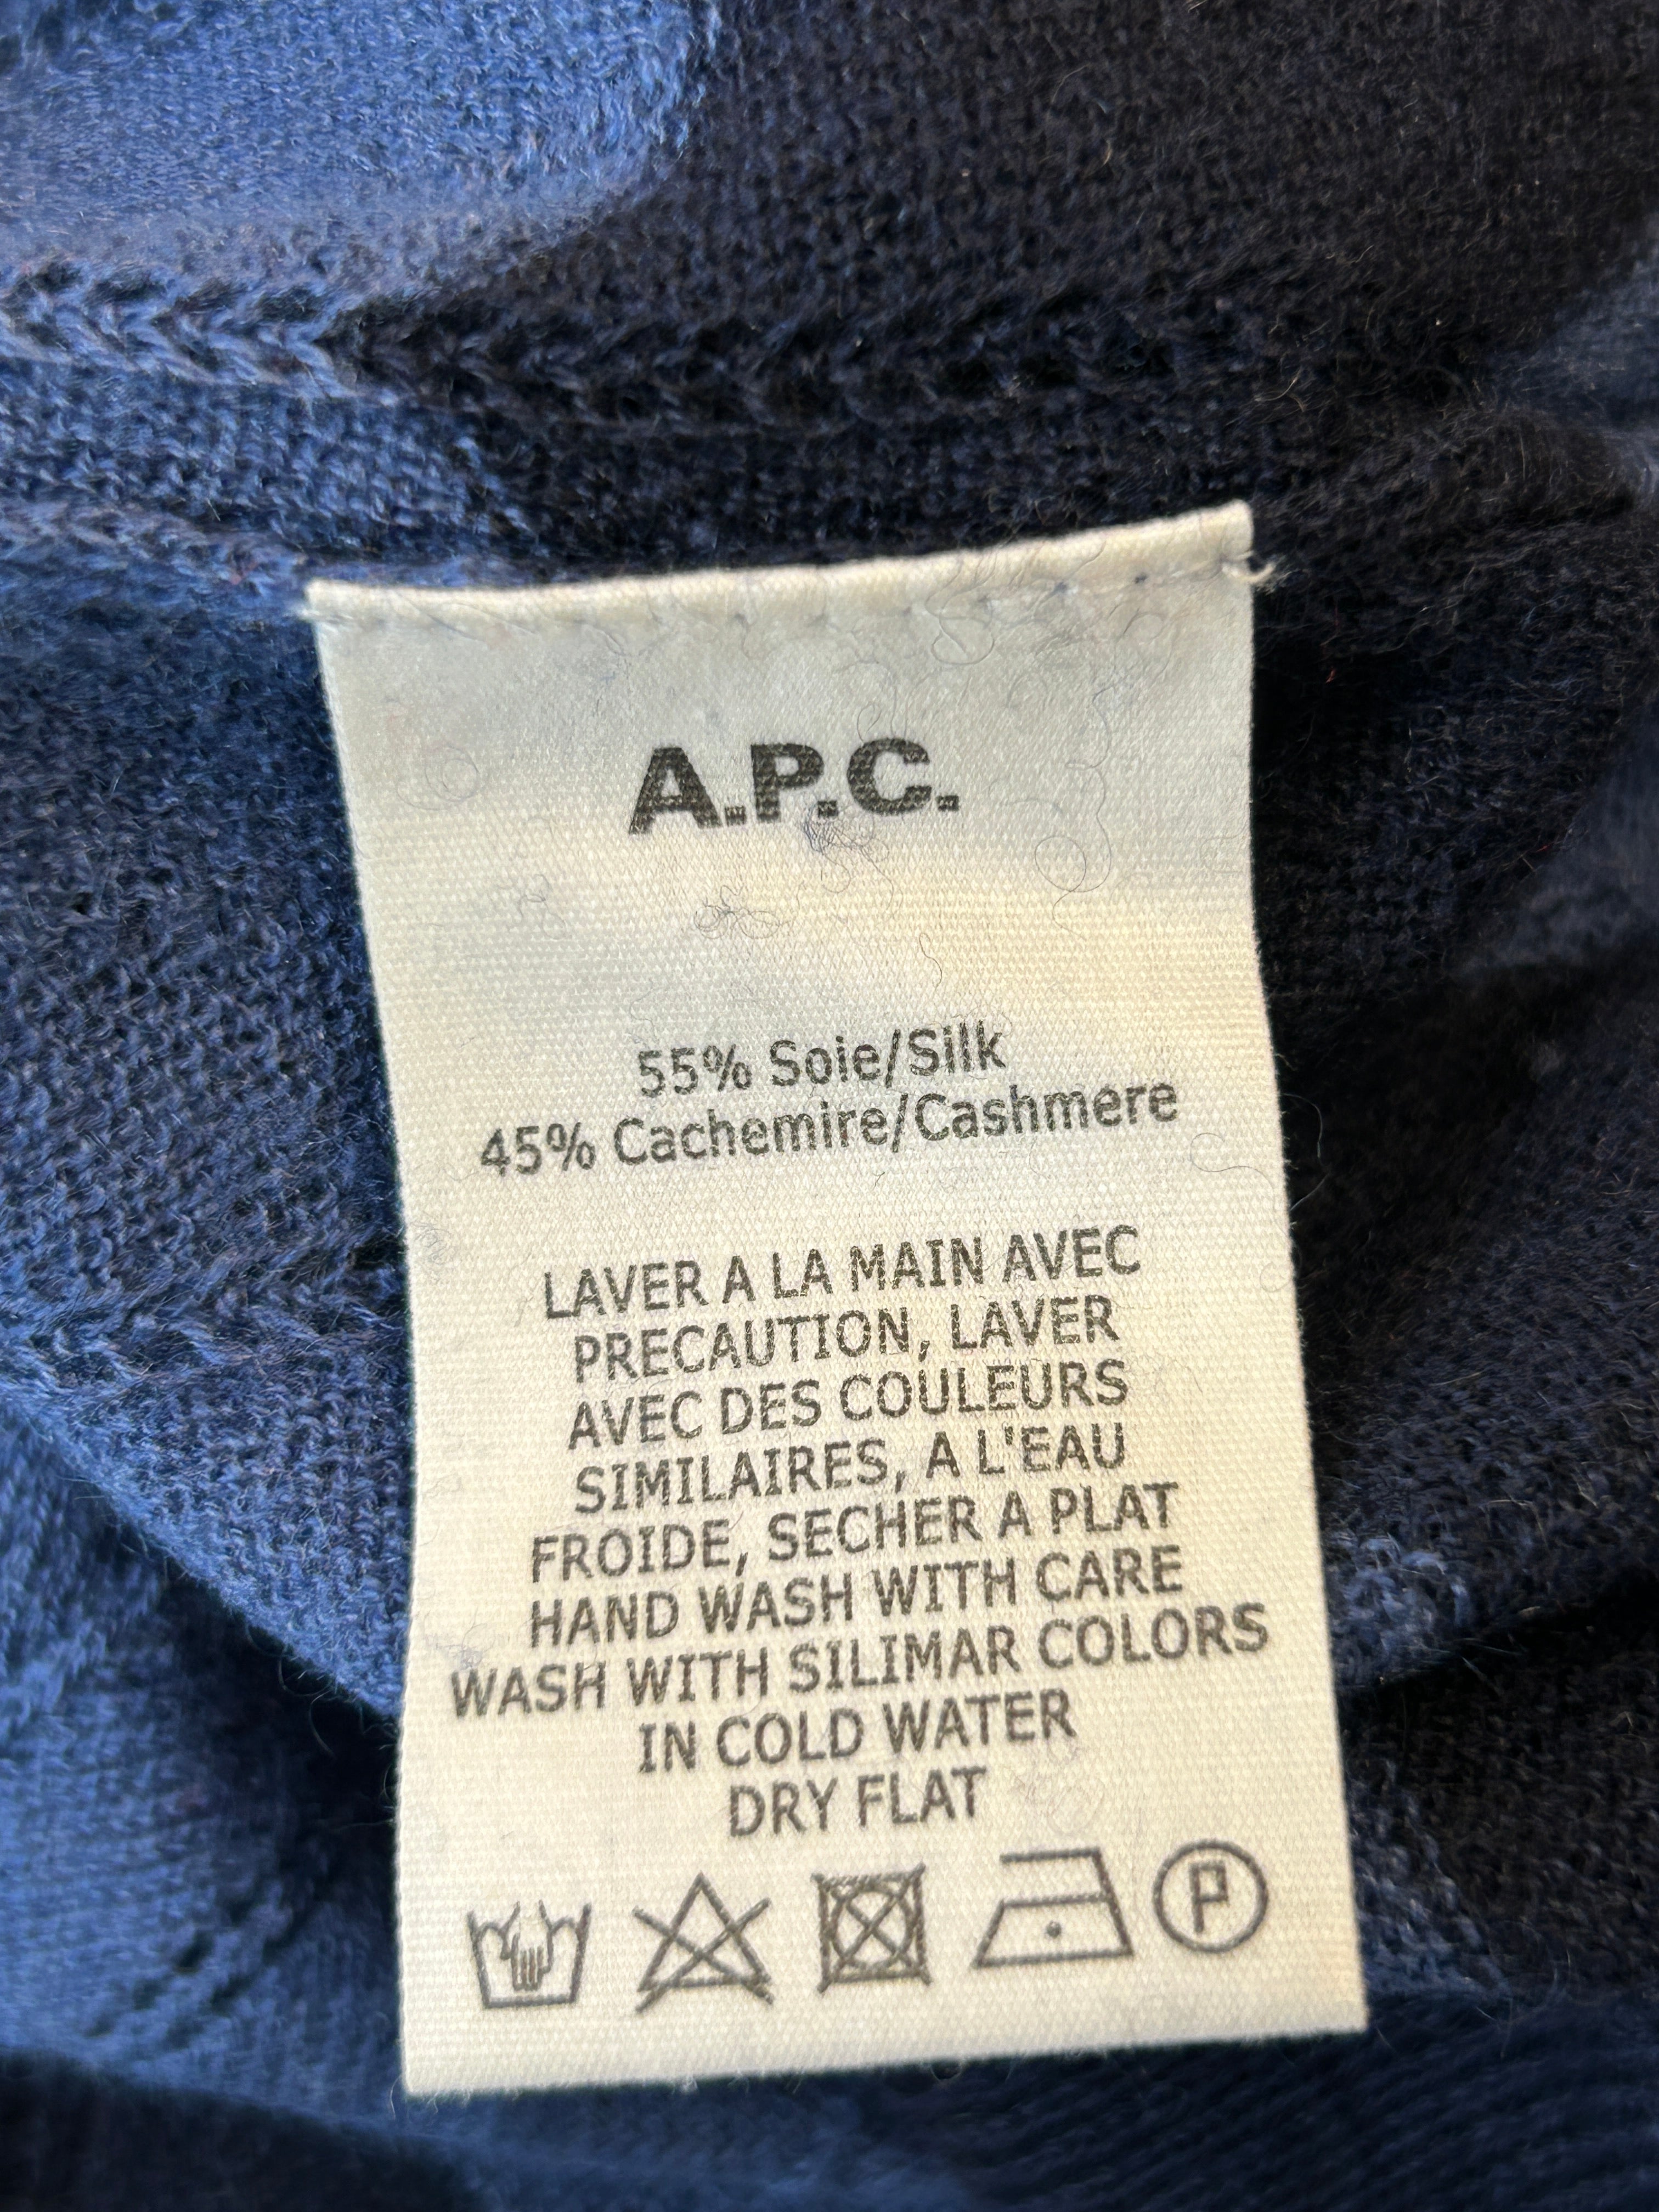 A.P.C.
55% Soie/Silk
45% Cachemire/Cashmere
LAVER A LA MAIN AVEC
PRECAUTION, LAVER
AVEC DES COULEURS
SIMILAIRES, A L'EAU
FROIDE, SECHER A PLAT
HAND WASH WITH CARE
WASH WITH SILIMAR COLORS
IN COLD WATER
DRY FLAT
P